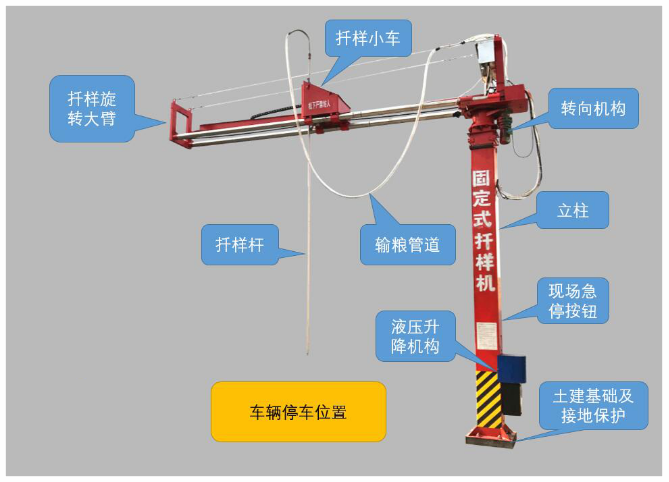 扦样小车
扦样旋
转大臂
转向机构
固定式扦样机
立柱
扦样杆
输粮管道
现场急
停按钮
液压升
降机构
车辆停车位置
土建基础及
接地保护